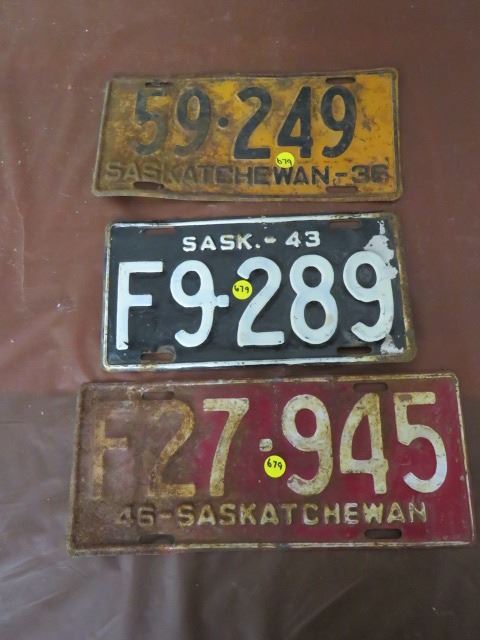 59·249
679
SASKATCHEWAN-36
SASK.-43
F9-289
679
F27·945
679
46-SASKATCHEWAN